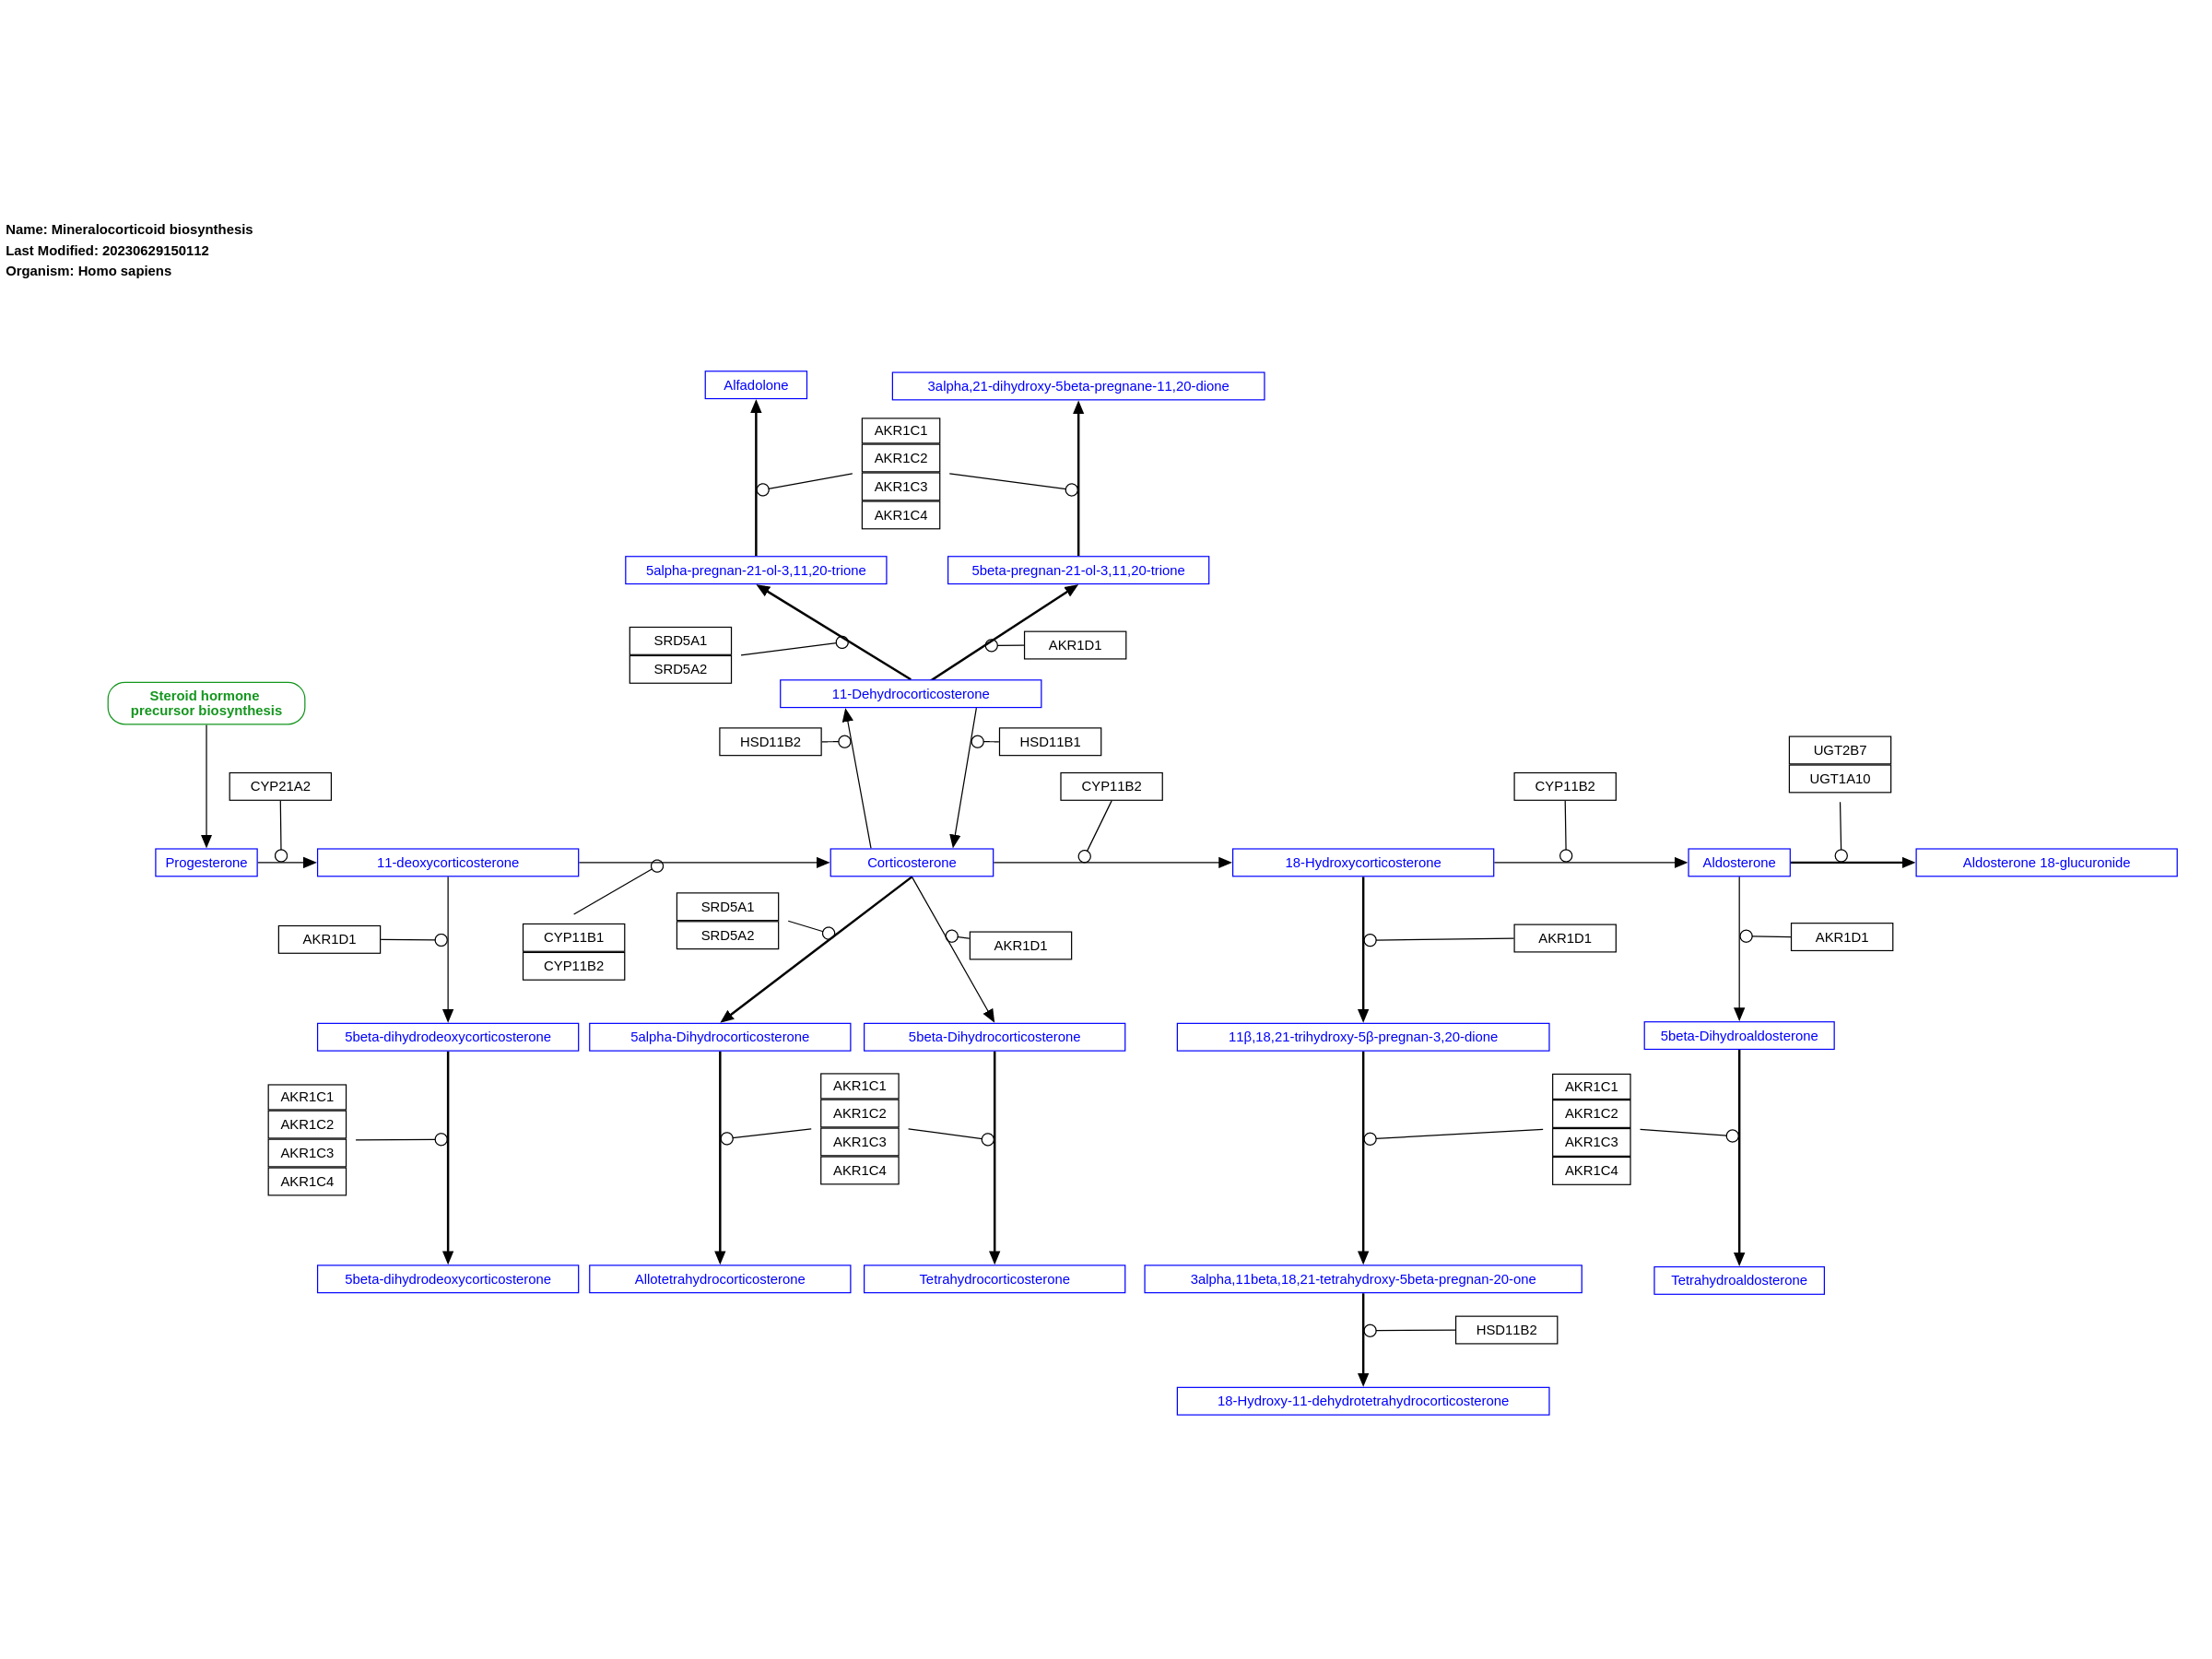 Name: Mineralocorticoid biosynthesis
Last Modified: 20230629150112
Organism: Homo sapiens
Alfadolone
3alpha,21-dihydroxy-5beta-pregnane-11,20-dione
AKR1C1
AKR1C2
AKR1C3
AKR1C4
5alpha-pregnan-21-ol-3,11,20-trione
5beta-pregnan-21-ol-3,11,20-trione
SRD5A1
SRD5A2
AKR1D1
11-Dehydrocorticosterone
Steroid hormone
precursor biosynthesis
HSD11B2
HSD11B1
UGT2B7
UGT1A10
CYP21A2
CYP11B2
CYP11B2
Progesterone
11-deoxycorticosterone
Corticosterone
18-Hydroxycorticosterone
Aldosterone
Aldosterone 18-glucuronide
AKR1D1
CYP11B1
CYP11B2
SRD5A1
SRD5A2
AKR1D1
AKR1D1
AKR1D1
5beta-dihydrodeoxycorticosterone
5alpha-Dihydrocorticosterone
5beta-Dihydrocorticosterone
11β,18,21-trihydroxy-5β-pregnan-3,20-dione
5beta-Dihydroaldosterone
AKR1C1
AKR1C2
AKR1C3
AKR1C4
AKR1C1
AKR1C2
AKR1C3
AKR1C4
AKR1C1
AKR1C2
AKR1C3
AKR1C4
5beta-dihydrodeoxycorticosterone
Allotetrahydrocorticosterone
Tetrahydrocorticosterone
3alpha,11beta,18,21-tetrahydroxy-5beta-pregnan-20-one
Tetrahydroaldosterone
HSD11B2
18-Hydroxy-11-dehydrotetrahydrocorticosterone